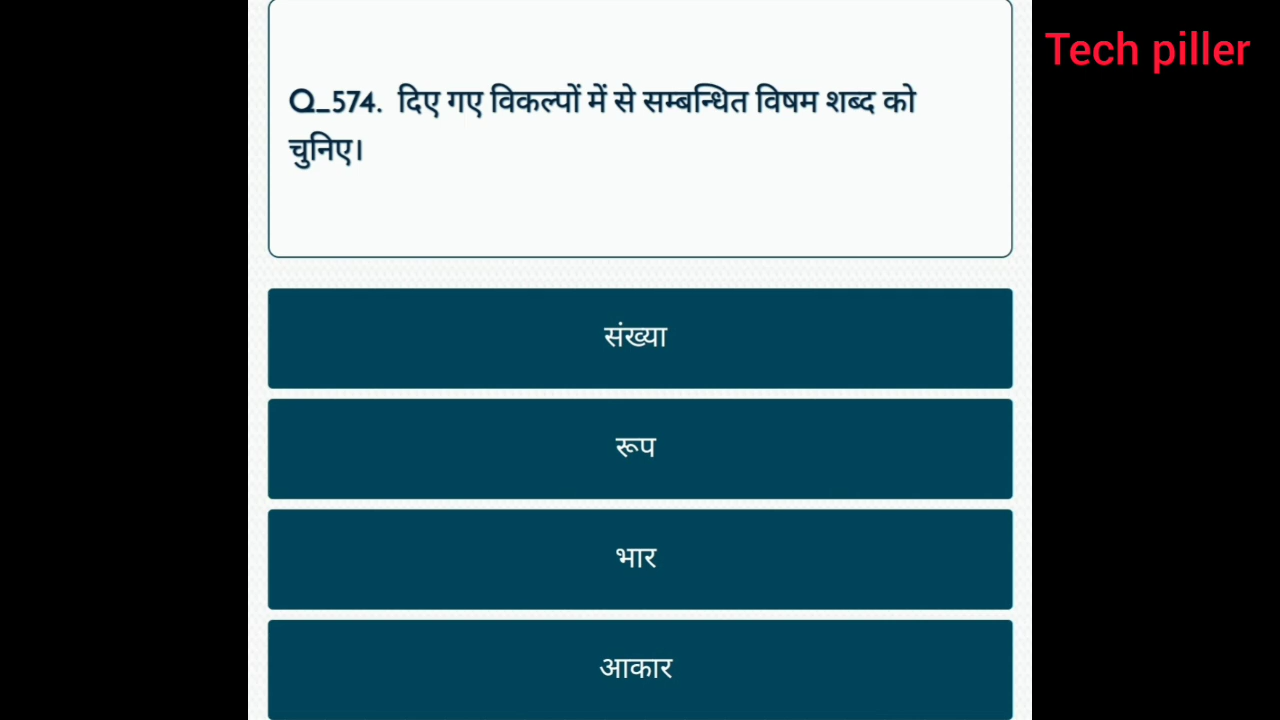 Tech piller
Q_574. दिए गए विकल्पों में से सम्बन्धित विषम शब्द को
चुनिए।
संख्या
रूप
भार
आकार